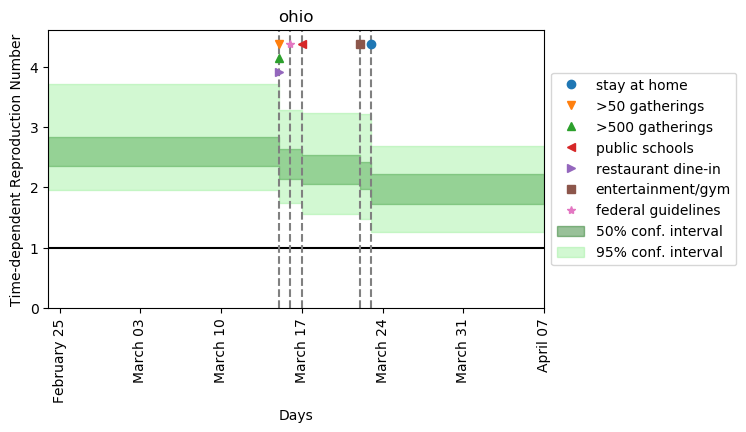 ohio
Time-dependent Reproduction Number
4
3
2
1
0
February 25
March 03
March 10
March 17
March 24
March 31
April 07
Days
stay at home
>50 gatherings
>500 gatherings
public schools
restaurant dine-in
entertainment/gym
federal guidelines
50% conf. interval
95% conf. interval